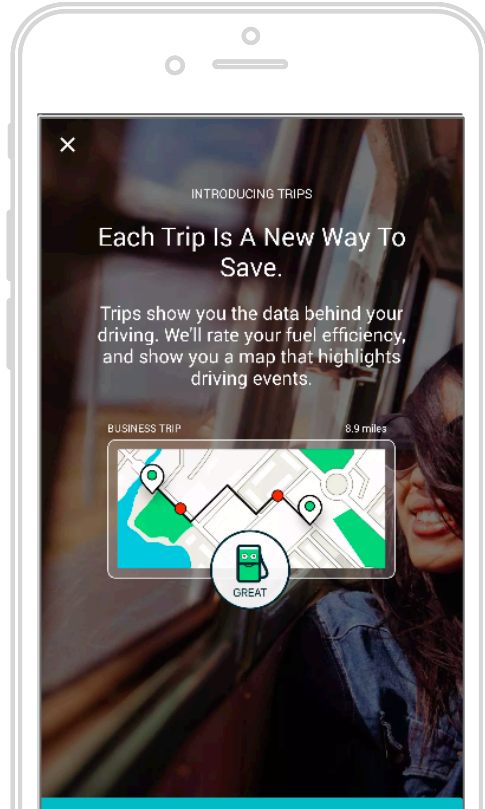 INTRODUCING TRIPS
Each Trip Is A New Way To
Save.
Trips show you the data behind your
driving. We'll rate your fuel efficiency,
and show you a map that highlights
driving events.
BUSINESS TRIP
8.9 miles
GREAT